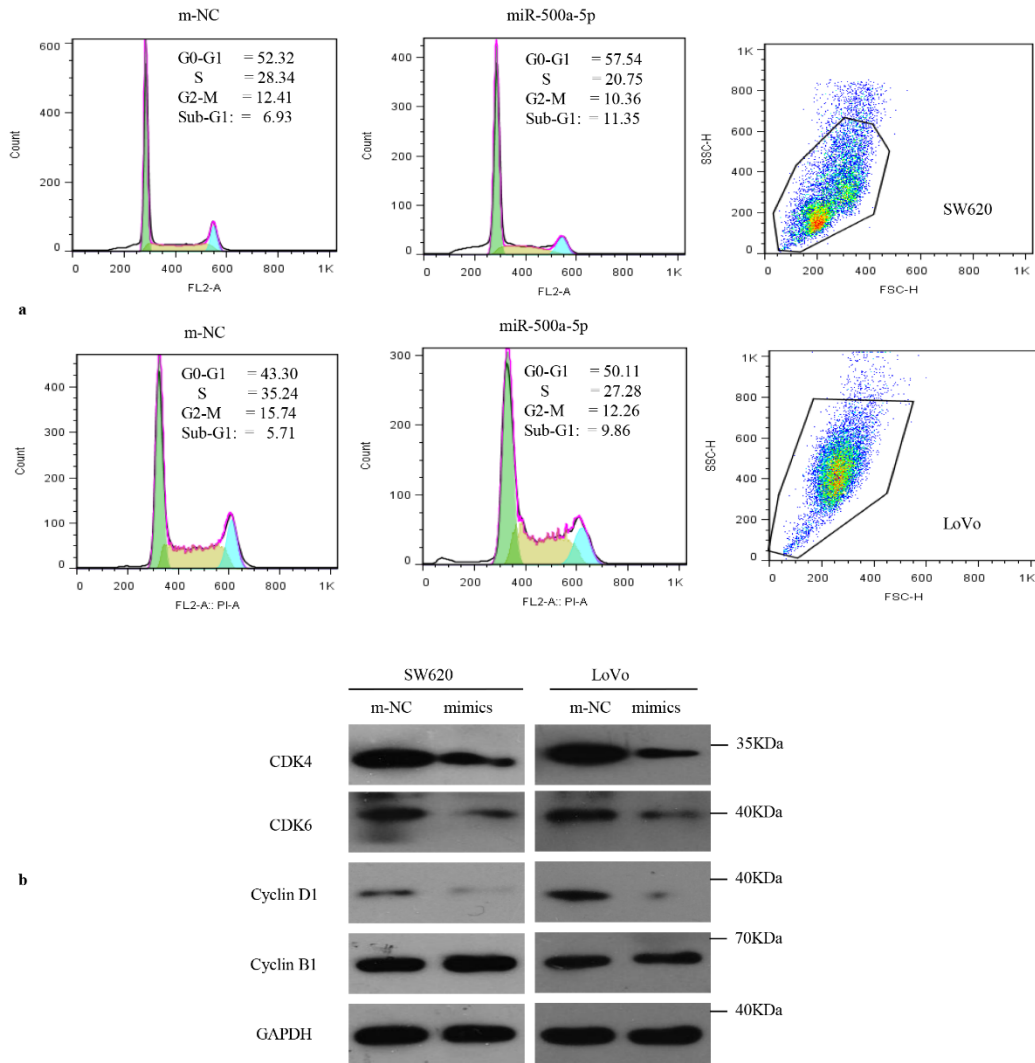 m-NC
600
400
200
0
Count
G0-G1 = 52.32
S = 28.34
G2-M = 12.41
Sub-G1: = 6.93
0 200 400 600 800 1K
FL2-A
miR-500a-5p
400
300
200
100
0
Count
G0-G1 = 57.54
S = 20.75
G2-M = 10.36
Sub-G1: = 11.35
0 200 400 600 800 1K
FL2-A
1K
800
600
400
200
0
SSC-H
SW620
0 200 400 600 800 1K
FSC-H
a
m-NC
400
300
200
100
0
Count
G0-G1 = 43.30
S = 35.24
G2-M = 15.74
Sub-G1: = 5.71
0 200 400 600 800 1K
FL2-A:: PI-A
miR-500a-5p
300
200
100
0
Count
G0-G1 = 50.11
S = 27.28
G2-M = 12.26
Sub-G1: = 9.86
0 200 400 600 800 1K
FL2-A:: PI-A
1K
800
600
400
200
0
SSC-H
LoVo
0 200 400 600 800 1K
FSC-H
SW620 LoVo
m-NC mimics m-NC mimics
CDK4 35KDa
CDK6 40KDa
b
Cyclin D1 40KDa
Cyclin B1 70KDa
GAPDH 40KDa